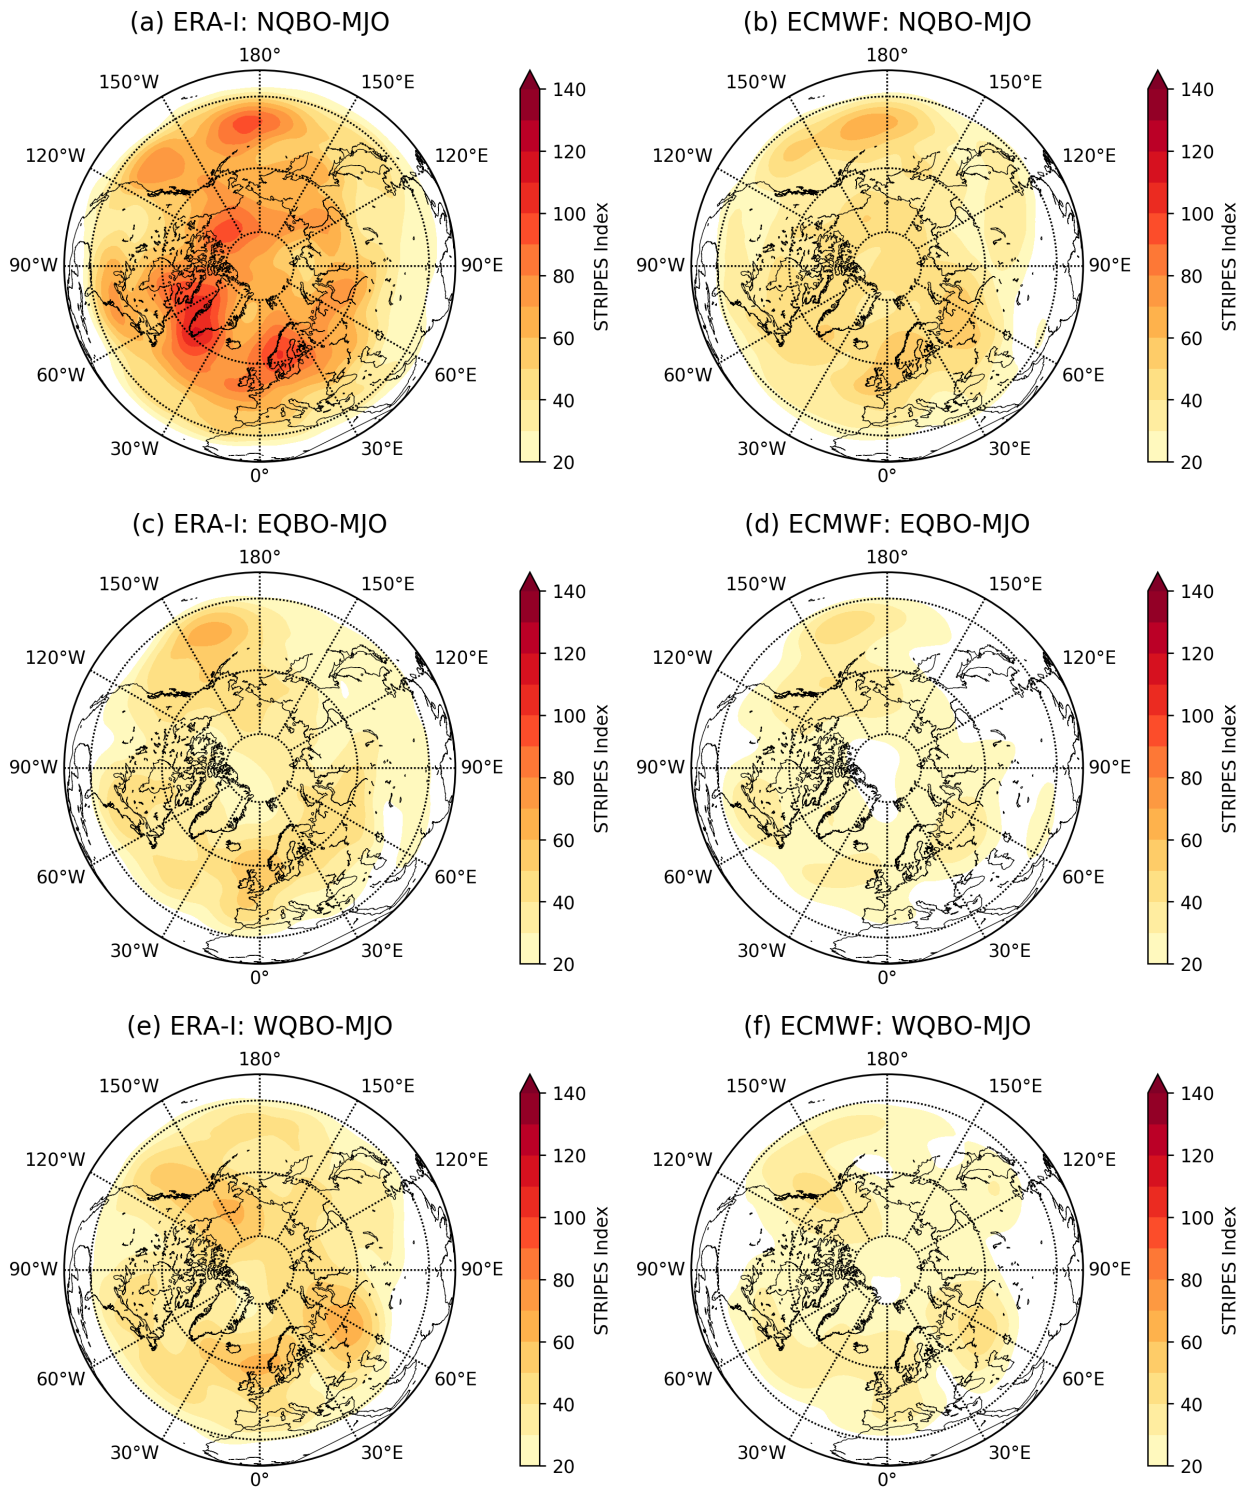 (a) ERA-I: NQBO-MJO
180°
150°W
150°E
120°W
120°E
90°W
90°E
60°W
60°E
30°W
30°E
0°
140
120
100
80
60
40
20
STRIPES Index
(b) ECMWF: NQBO-MJO
180°
150°W
150°E
120°W
120°E
90°W
90°E
60°W
60°E
30°W
30°E
0°
140
120
100
80
60
40
20
STRIPES Index
(c) ERA-I: EQBO-MJO
180°
150°W
150°E
120°W
120°E
90°W
90°E
60°W
60°E
30°W
30°E
0°
140
120
100
80
60
40
20
STRIPES Index
(d) ECMWF: EQBO-MJO
180°
150°W
150°E
120°W
120°E
90°W
90°E
60°W
60°E
30°W
30°E
0°
140
120
100
80
60
40
20
STRIPES Index
(e) ERA-I: WQBO-MJO
180°
150°W
150°E
120°W
120°E
90°W
90°E
60°W
60°E
30°W
30°E
0°
140
120
100
80
60
40
20
STRIPES Index
(f) ECMWF: WQBO-MJO
180°
150°W
150°E
120°W
120°E
90°W
90°E
60°W
60°E
30°W
30°E
0°
140
120
100
80
60
40
20
STRIPES Index